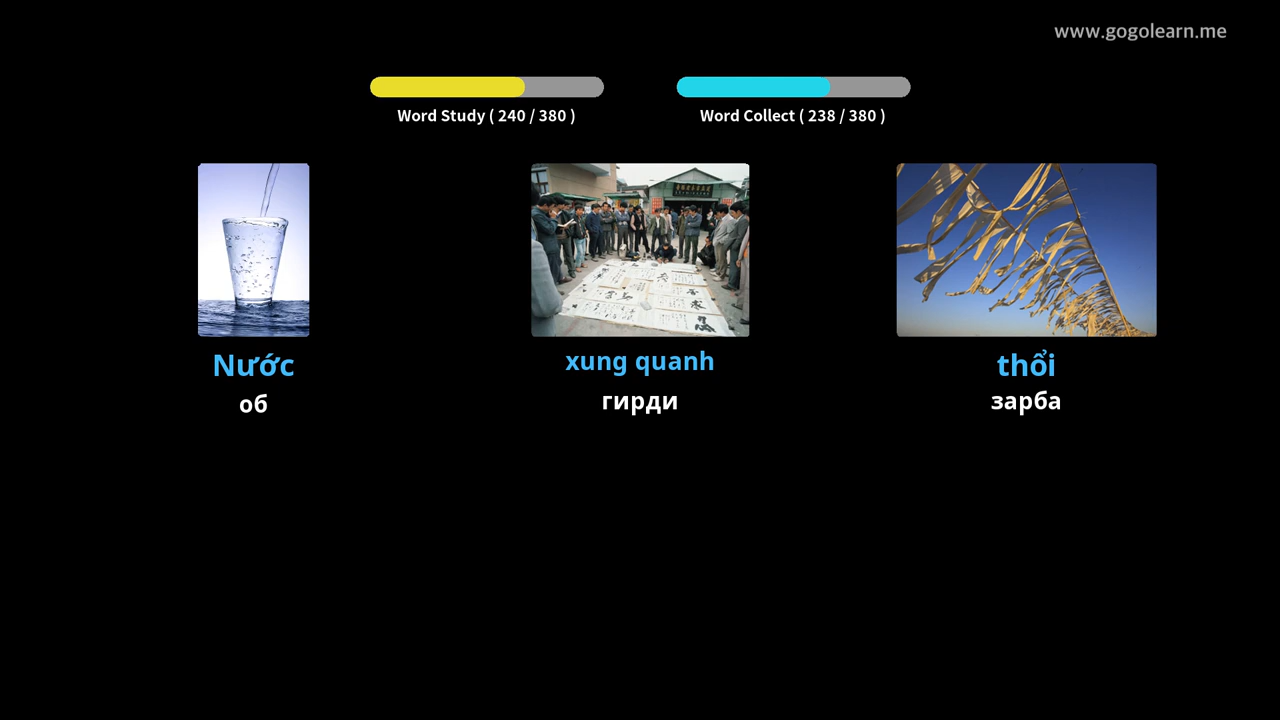 www.gogolearn.me
Word Study ( 240 / 380 )
Word Collect ( 238 / 380 )
Nước
об
xung quanh
гирди
thổi
зарба